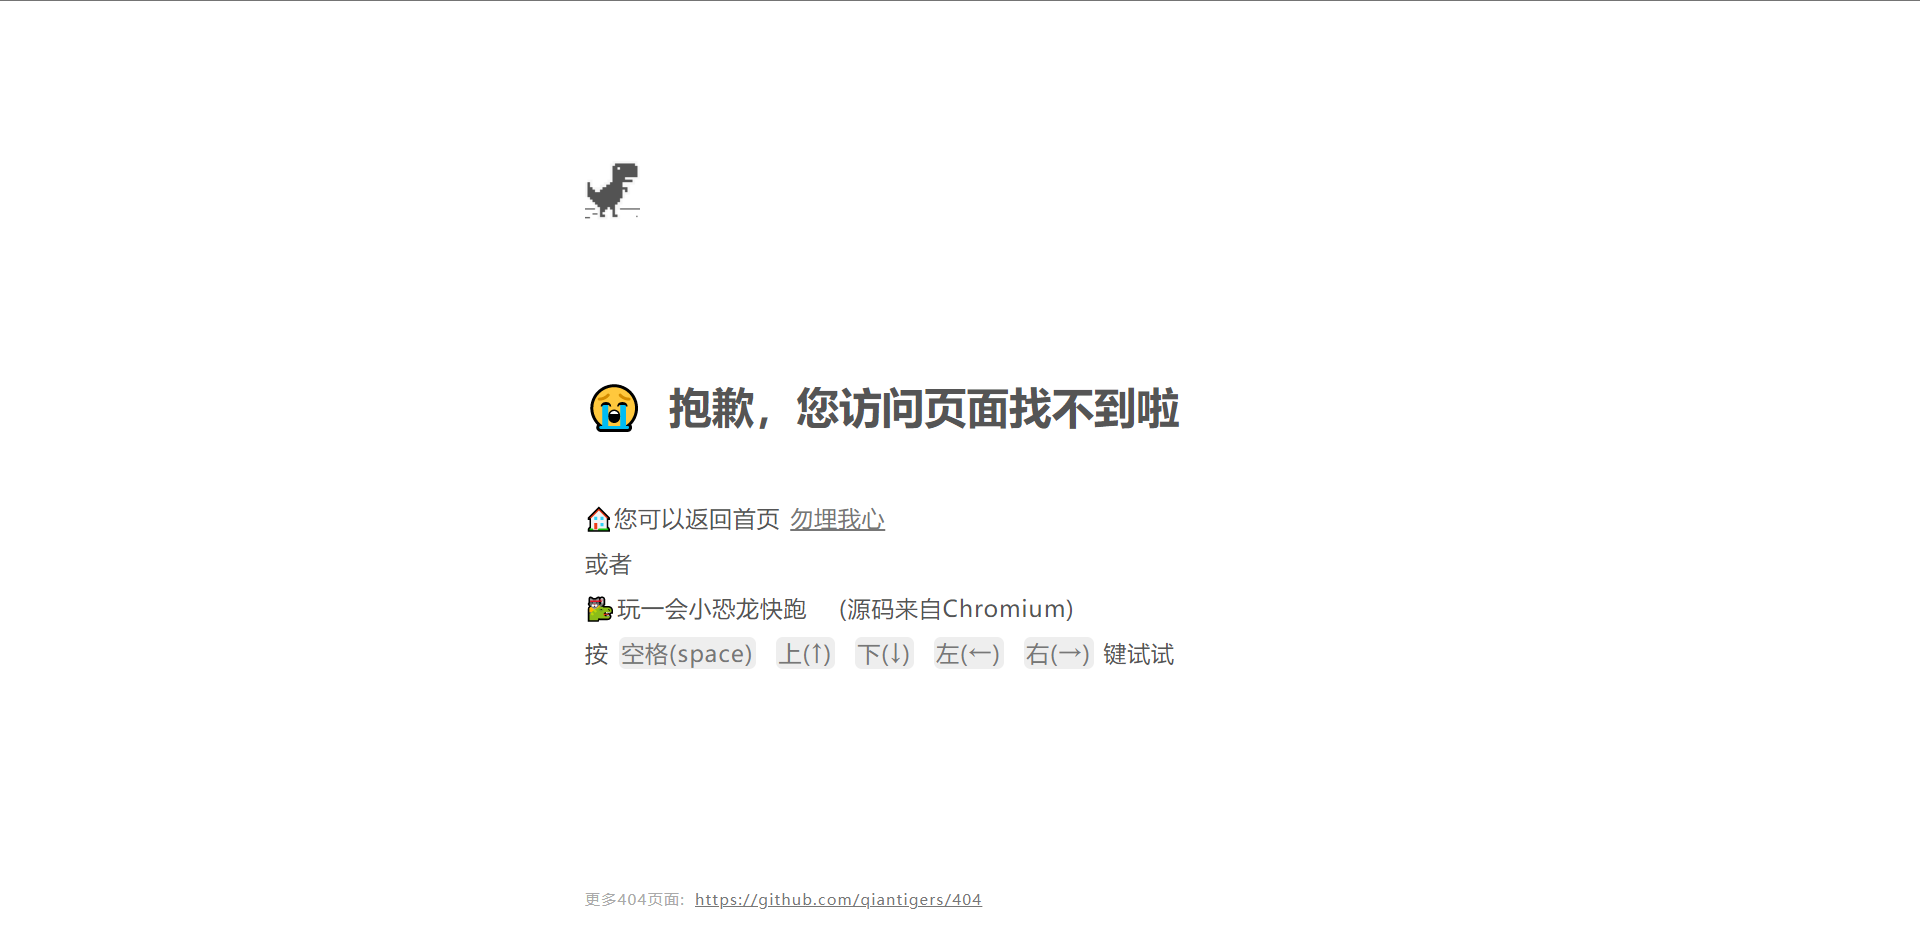 😭 抱歉，您访问页面找不到啦
🏠您可以返回首页 勿埋我心
或者
玩一会小恐龙快跑 (源码来自Chromium)
按 空格(space) 上(↑) 下(↓) 左(←) 右(→) 键试试
更多404页面: https://github.com/qiantigers/404